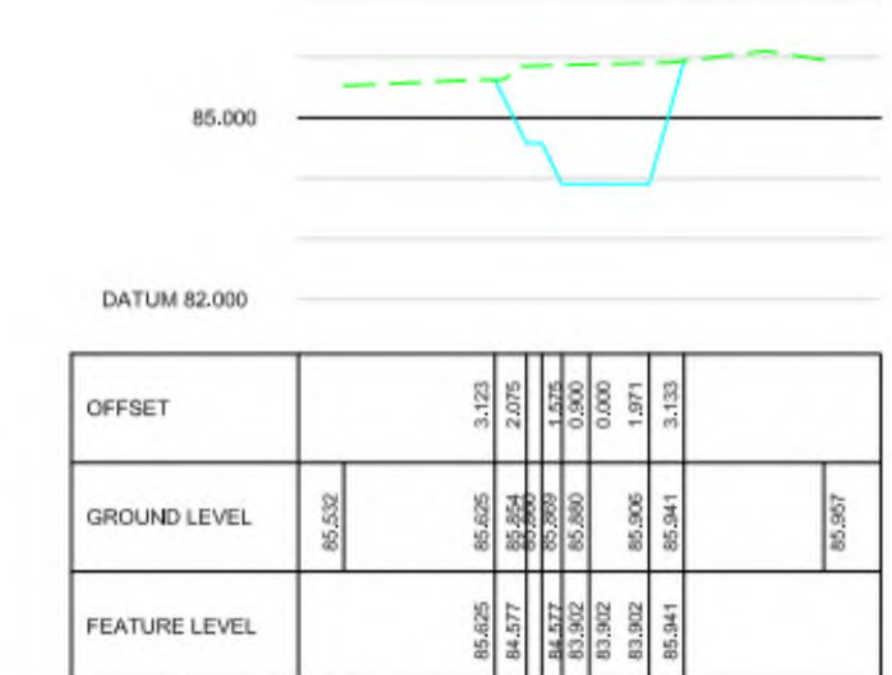 85.000
DATUM 82.000
OFFSET 3.123 2.075 1.575 0.900 0.000 1.971 3.133
GROUND LEVEL 85.532 85.625 85.854 85.869 85.880 85.906 85.941 85.957
FEATURE LEVEL 85.625 84.577 84.577 83.902 83.902 83.902 85.941